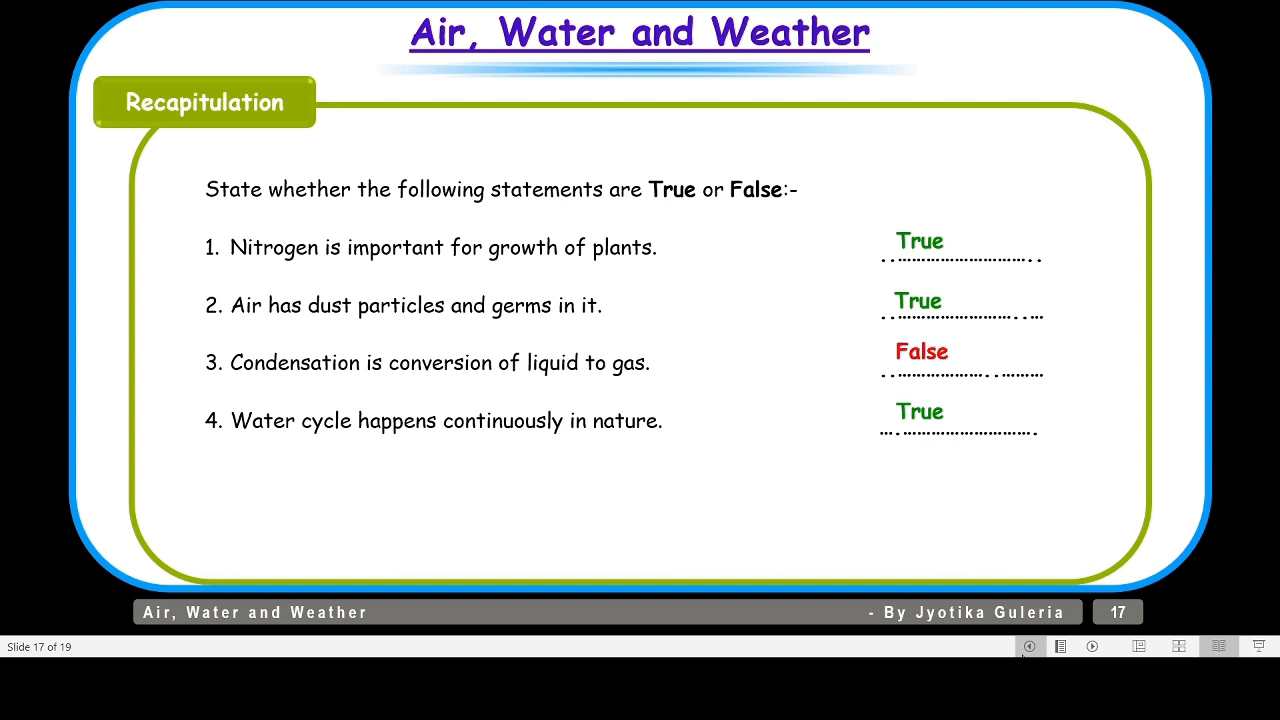 Air, Water and Weather
Recapitulation
State whether the following statements are True or False:-
1. Nitrogen is important for growth of plants. True
2. Air has dust particles and germs in it. True
3. Condensation is conversion of liquid to gas. False
4. Water cycle happens continuously in nature. True
Air, Water and Weather - By Jyotika Guleria 17
Slide 17 of 19